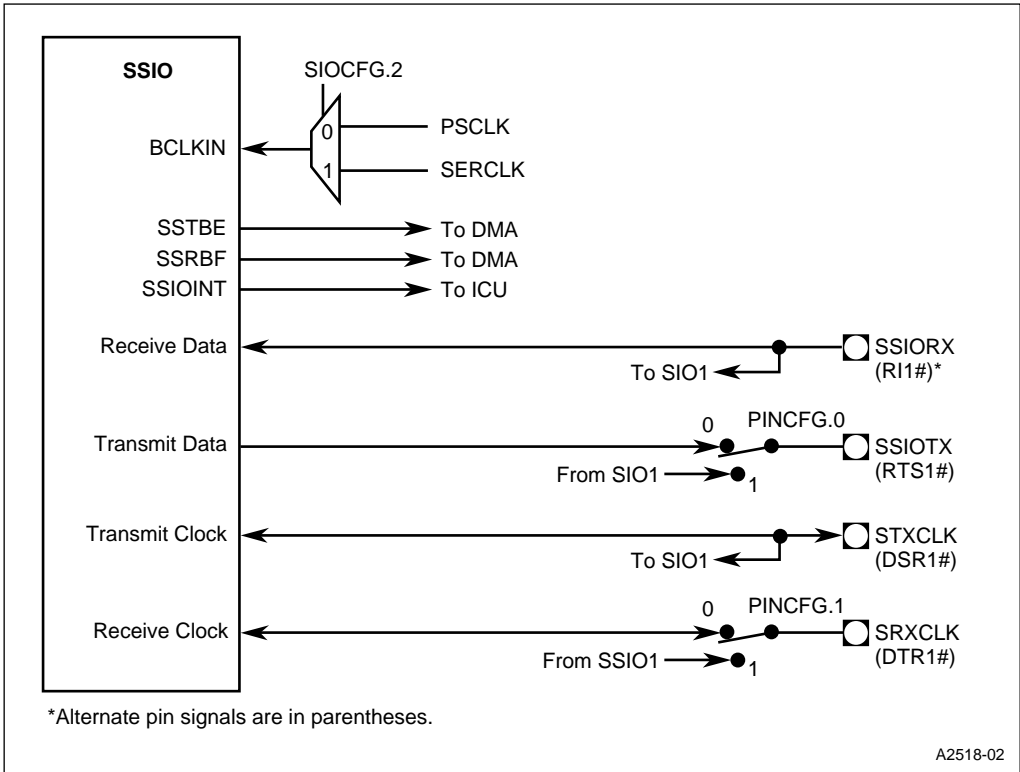 SSIO
SIOCFG.2
BCLKIN
0
PSCLK
1
SERCLK
SSTBE
To DMA
SSRBF
To DMA
SSIOINT
To ICU
Receive Data
To SIO1
SSIORX
(RI1#)*
Transmit Data
0
PINCFG.0
From SIO1
1
SSIOTX
(RTS1#)
Transmit Clock
To SIO1
STXCLK
(DSR1#)
Receive Clock
0
PINCFG.1
From SSIO1
1
SRXCLK
(DTR1#)
*Alternate pin signals are in parentheses.
A2518-02